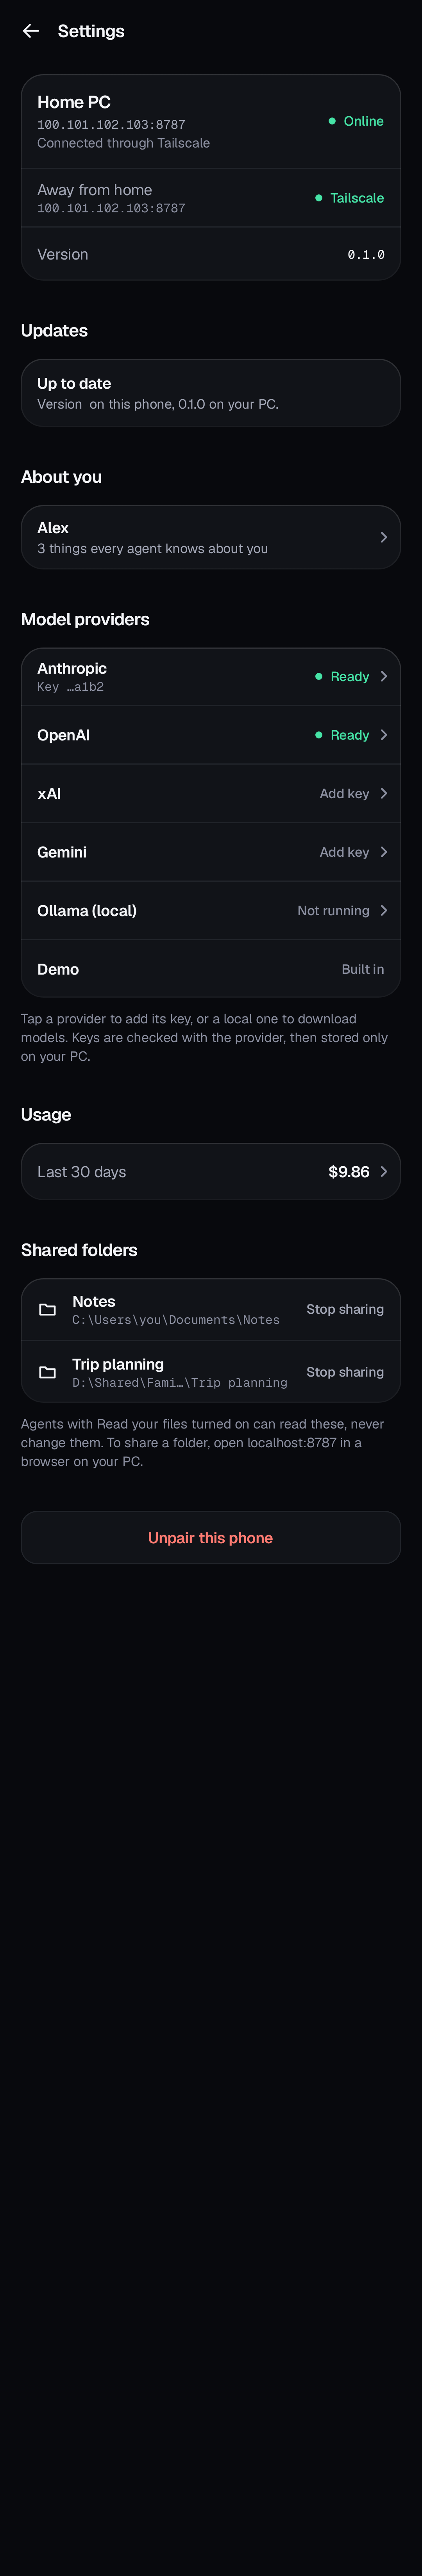 Settings
Home PC
100.101.102.103:8787
Connected through Tailscale
Online
Away from home
100.101.102.103:8787
Tailscale
Version
0.1.0
Updates
Up to date
Version  on this phone, 0.1.0 on your PC.
About you
Alex
3 things every agent knows about you
Model providers
Anthropic
Key …a1b2
Ready
OpenAI
Ready
xAI
Add key
Gemini
Add key
Ollama (local)
Not running
Demo
Built in
Tap a provider to add its key, or a local one to download
models. Keys are checked with the provider, then stored only
on your PC.
Usage
Last 30 days
$9.86
Shared folders
Notes
C:\Users\you\Documents\Notes
Stop sharing
Trip planning
D:\Shared\Fami…\Trip planning
Stop sharing
Agents with Read your files turned on can read these, never
change them. To share a folder, open localhost:8787 in a
browser on your PC.
Unpair this phone